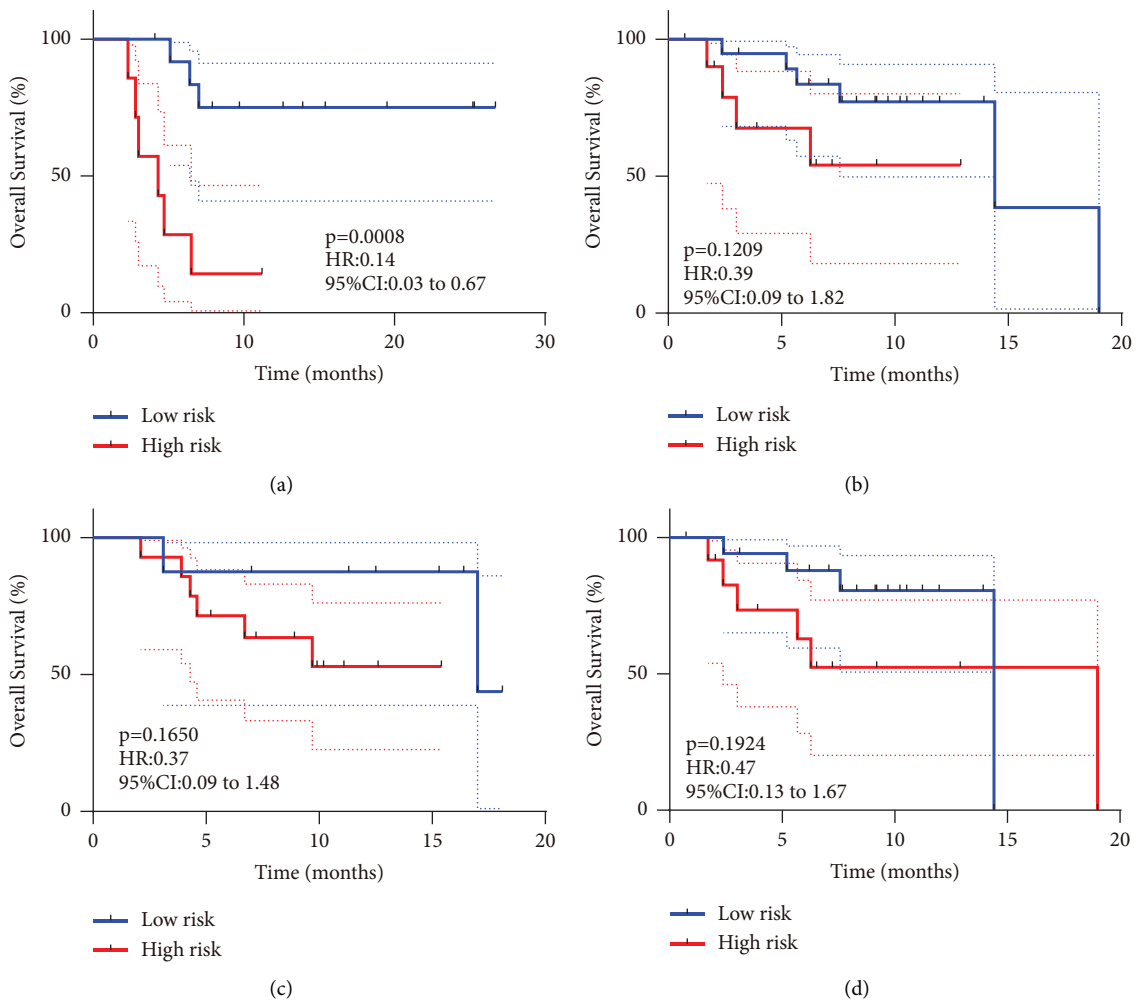 Overall Survival (%)
100
50
0
p=0.0008
HR:0.14
95%CI:0.03 to 0.67
0
10
20
30
Time (months)
Low risk
High risk
(a)
Overall Survival (%)
100
50
0
p=0.1209
HR:0.39
95%CI:0.09 to 1.82
0
5
10
15
20
Time (months)
Low risk
High risk
(b)
Overall Survival (%)
100
50
0
p=0.1650
HR:0.37
95%CI:0.09 to 1.48
0
5
10
15
20
Time (months)
Low risk
High risk
(c)
Overall Survival (%)
100
50
0
p=0.1924
HR:0.47
95%CI:0.13 to 1.67
0
5
10
15
20
Time (months)
Low risk
High risk
(d)